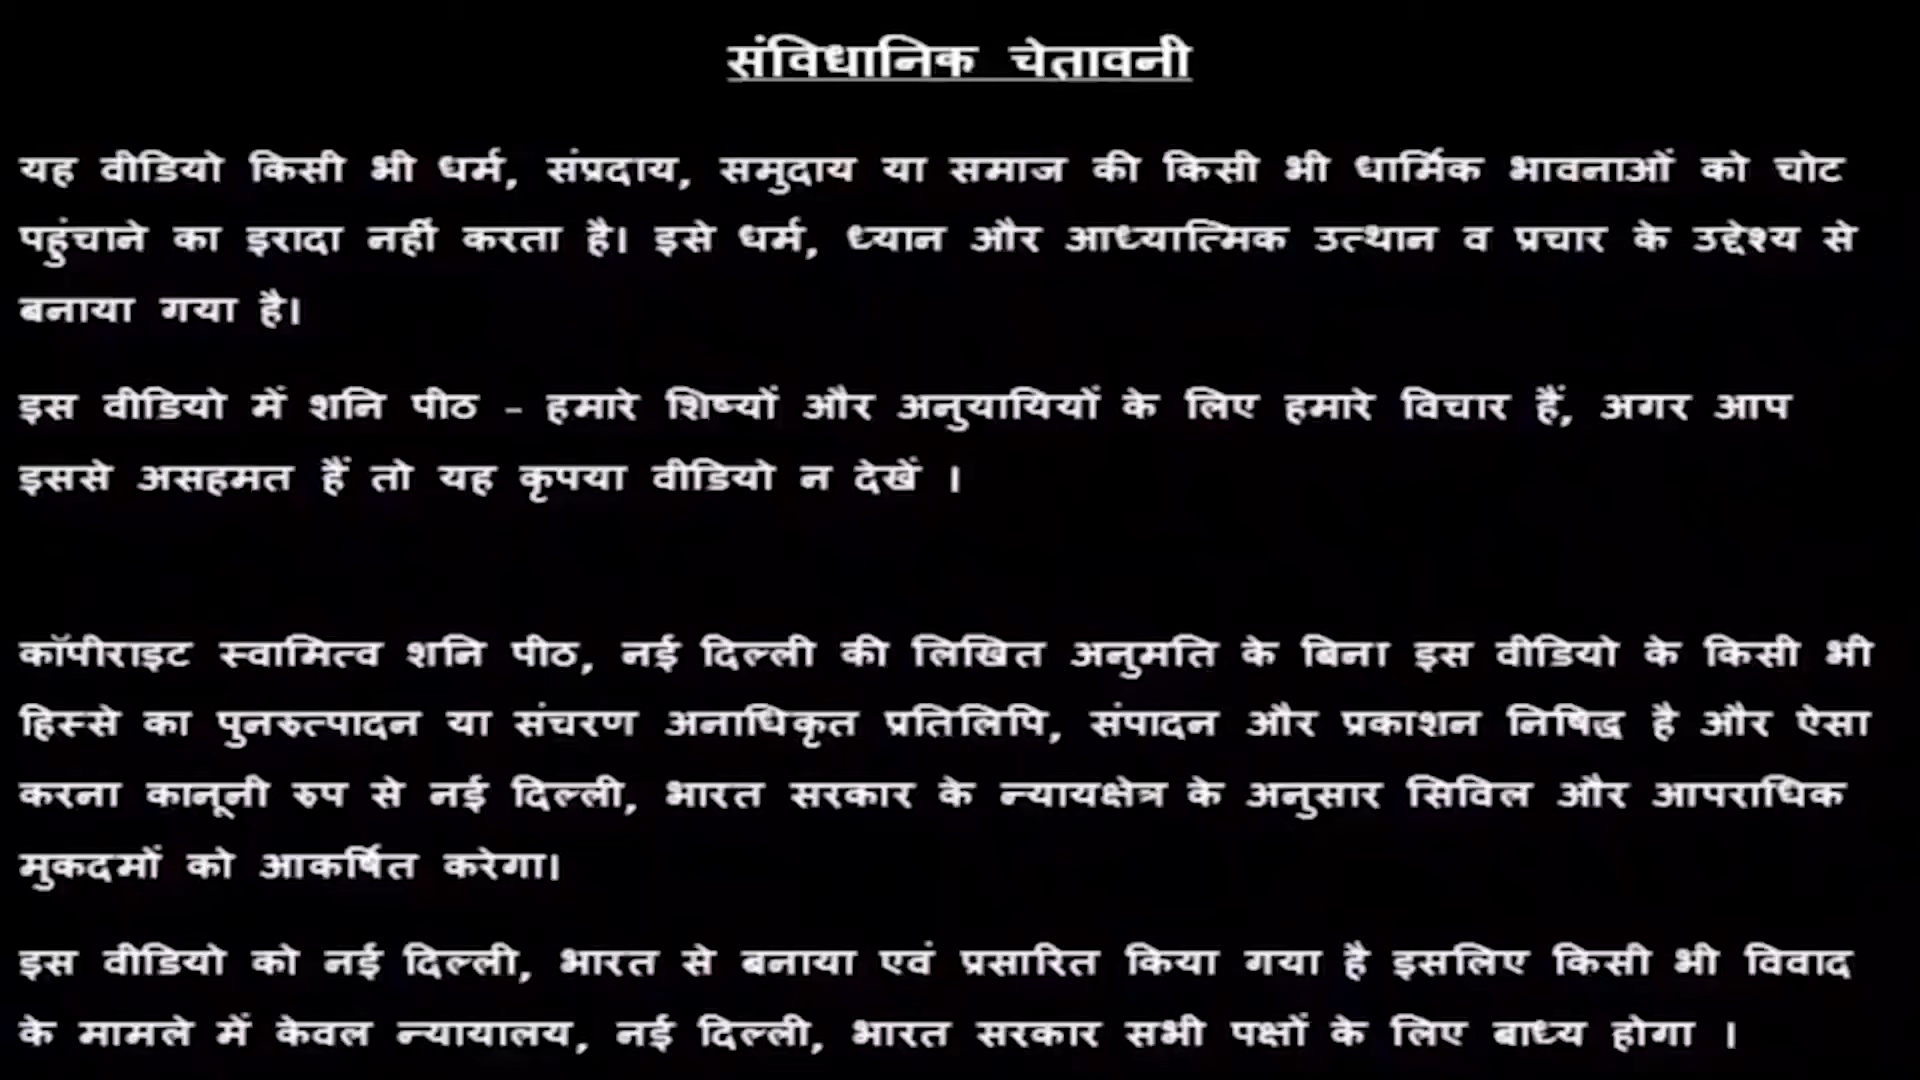 संविधानिक चेतावनी
यह वीडियो किसी भी धर्म, संप्रदाय, समुदाय या समाज की किसी भी धार्मिक भावनाओं को चोट
पहुंचाने का इरादा नहीं करता है। इसे धर्म, ध्यान और आध्यात्मिक उत्थान व प्रचार के उद्देश्य से
बनाया गया है।
इस वीडियो में शनि पीठ - हमारे शिष्यों और अनुयायियों के लिए हमारे विचार हैं, अगर आप
इससे असहमत हैं तो यह कृपया वीडियो न देखें ।
कॉपीराइट स्वामित्व शनि पीठ, नई दिल्ली की लिखित अनुमति के बिना इस वीडियो के किसी भी
हिस्से का पुनरुत्पादन या संचरण अनाधिकृत प्रतिलिपि, संपादन और प्रकाशन निषिद्ध है और ऐसा
करना कानूनी रुप से नई दिल्ली, भारत सरकार के न्यायक्षेत्र के अनुसार सिविल और आपराधिक
मुकदमों को आकर्षित करेगा।
इस वीडियो को नई दिल्ली, भारत से बनाया एवं प्रसारित किया गया है इसलिए किसी भी विवाद
के मामले में केवल न्यायालय, नई दिल्ली, भारत सरकार सभी पक्षों के लिए बाध्य होगा ।